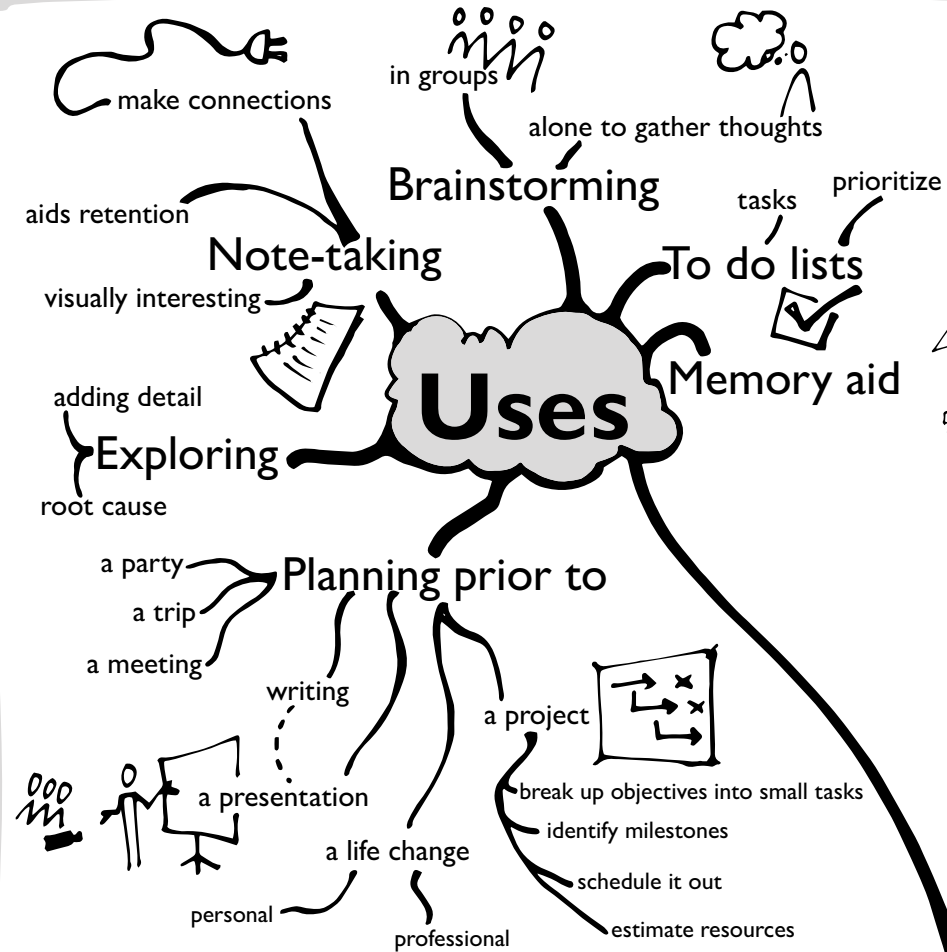 Uses
Brainstorming
in groups
alone to gather thoughts
To do lists
tasks
prioritize
Memory aid
Note-taking
make connections
aids retention
visually interesting
Exploring
adding detail
root cause
Planning prior to
a party
a trip
a meeting
writing
a presentation
a life change
personal
professional
a project
break up objectives into small tasks
identify milestones
schedule it out
estimate resources